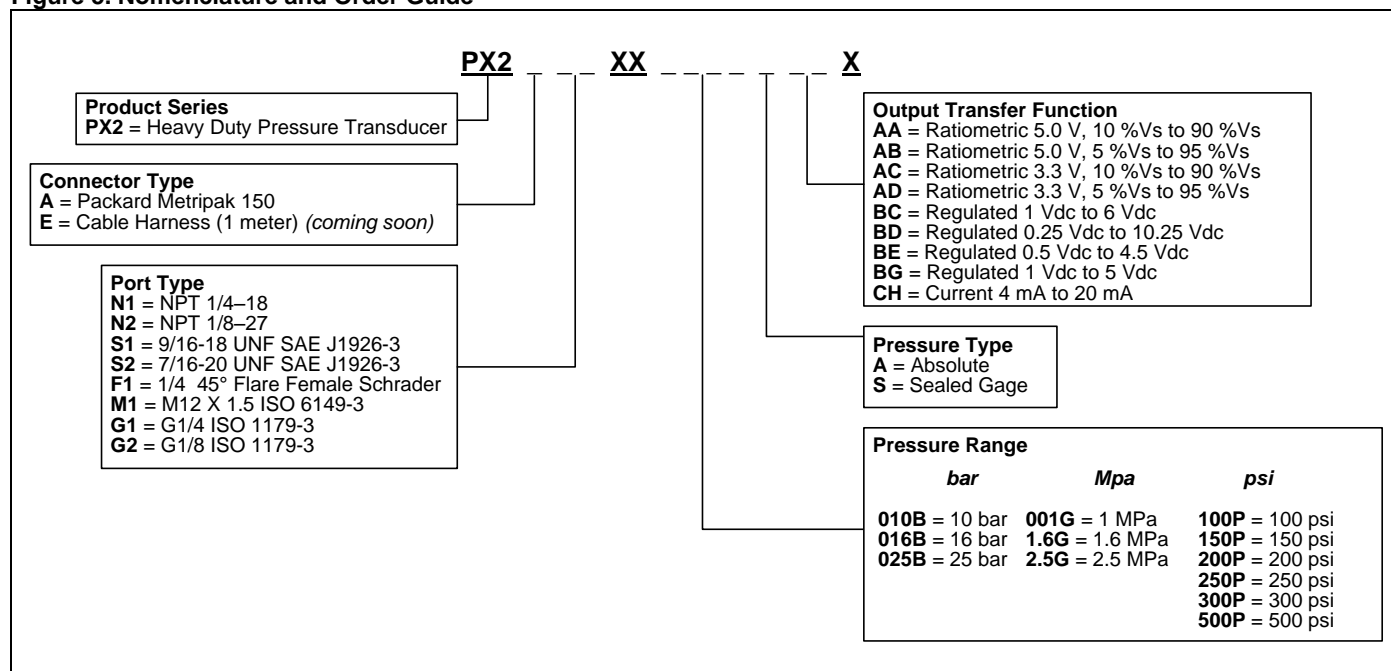 Figure 3. Nomenclature and Order Guide
PX2 _ _ _ XX _ _ _ _ _ _ _ X
Product Series
PX2 = Heavy Duty Pressure Transducer
Connector Type
A = Packard Metripak 150
E = Cable Harness (1 meter) (coming soon)
Port Type
N1 = NPT 1/4–18
N2 = NPT 1/8–27
S1 = 9/16-18 UNF SAE J1926-3
S2 = 7/16-20 UNF SAE J1926-3
F1 = 1/4 45° Flare Female Schrader
M1 = M12 X 1.5 ISO 6149-3
G1 = G1/4 ISO 1179-3
G2 = G1/8 ISO 1179-3
Output Transfer Function
AA = Ratiometric 5.0 V, 10 %Vs to 90 %Vs
AB = Ratiometric 5.0 V, 5 %Vs to 95 %Vs
AC = Ratiometric 3.3 V, 10 %Vs to 90 %Vs
AD = Ratiometric 3.3 V, 5 %Vs to 95 %Vs
BC = Regulated 1 Vdc to 6 Vdc
BD = Regulated 0.25 Vdc to 10.25 Vdc
BE = Regulated 0.5 Vdc to 4.5 Vdc
BG = Regulated 1 Vdc to 5 Vdc
CH = Current 4 mA to 20 mA
Pressure Type
A = Absolute
S = Sealed Gage
Pressure Range
bar Mpa psi
010B = 10 bar 001G = 1 MPa 100P = 100 psi
016B = 16 bar 1.6G = 1.6 MPa 150P = 150 psi
025B = 25 bar 2.5G = 2.5 MPa 200P = 200 psi
250P = 250 psi
300P = 300 psi
500P = 500 psi